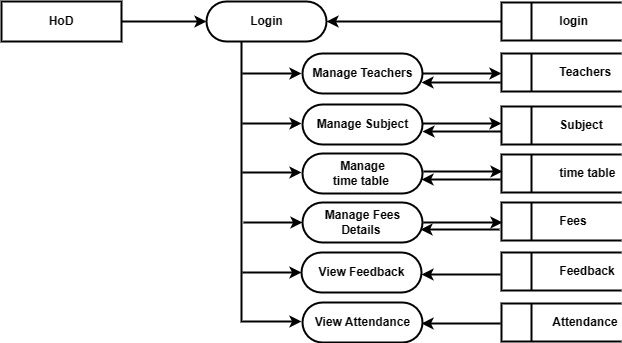 HoD
Login
login
Manage Teachers
Teachers
Manage Subject
Subject
Manage
time table
time table
Manage Fees
Details
Fees
View Feedback
Feedback
View Attendance
Attendance